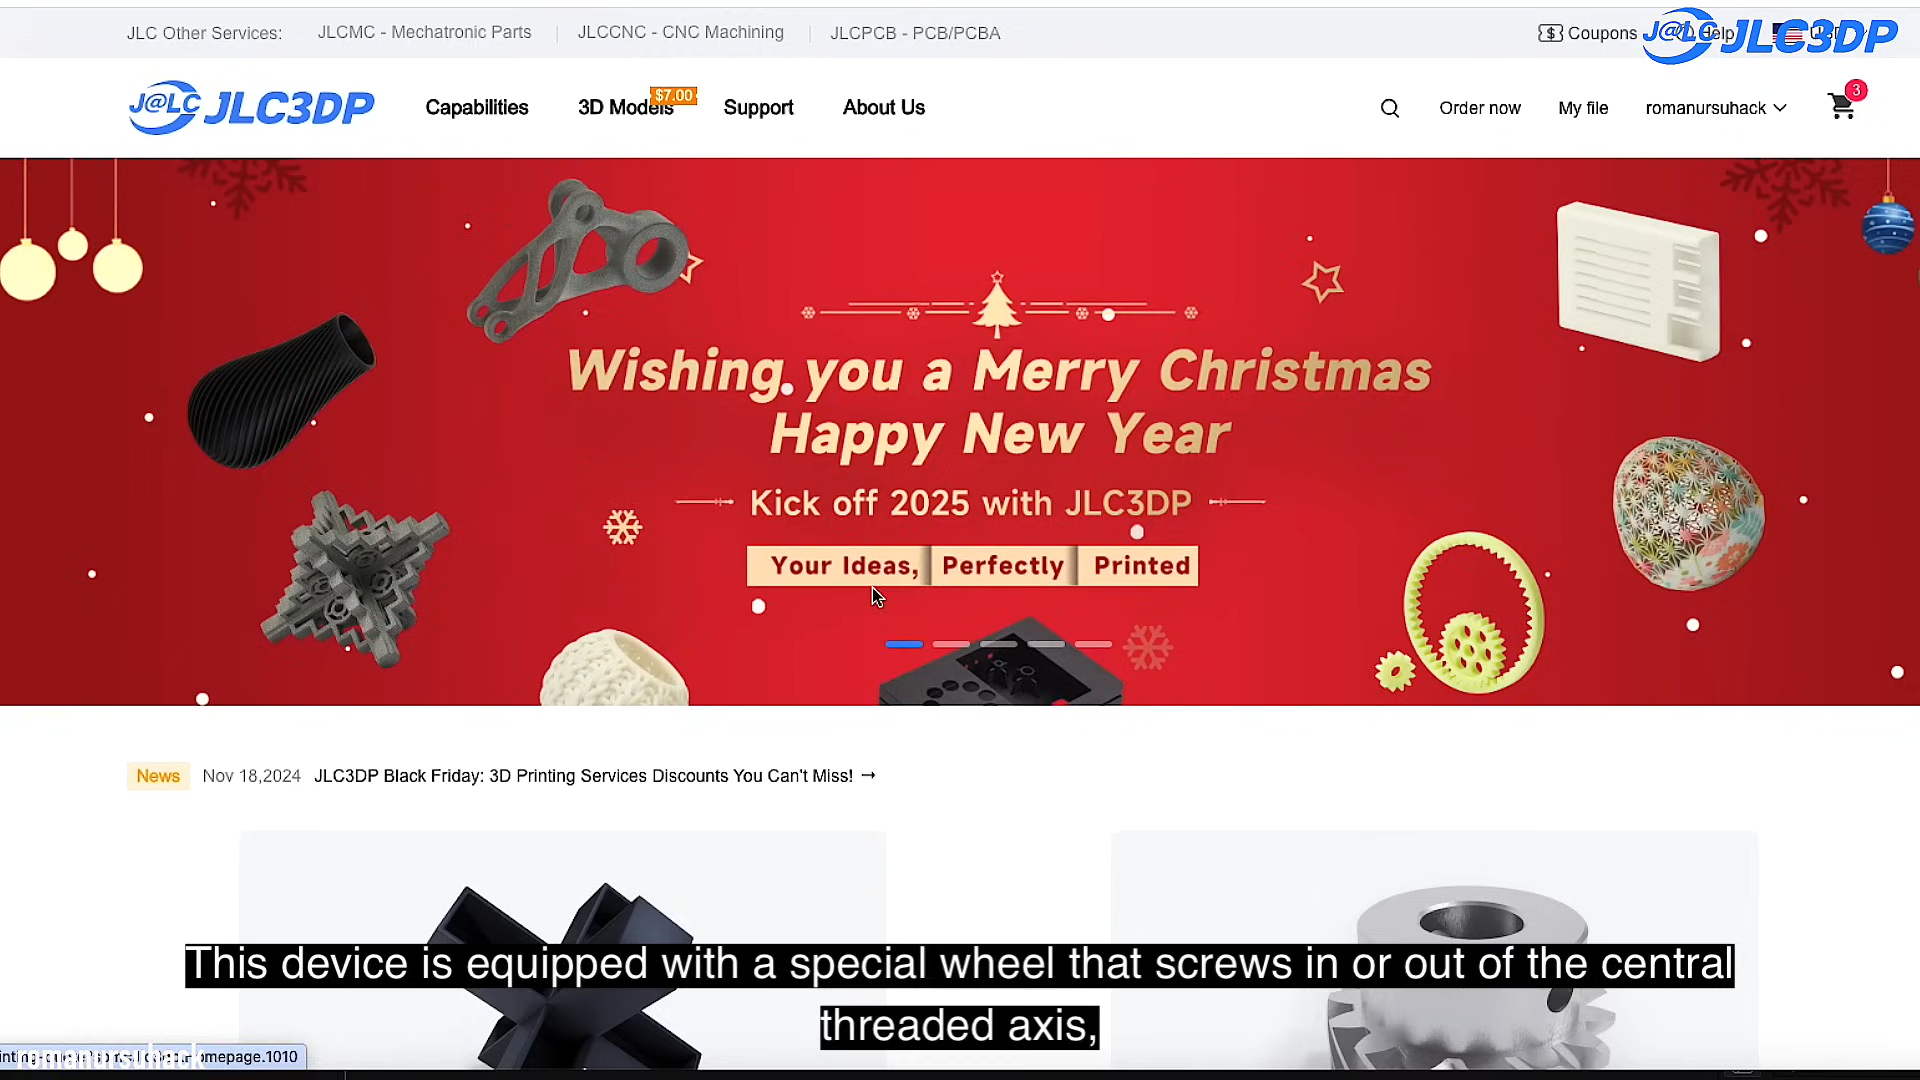 JLC Other Services:
JLCMC - Mechatronic Parts
JLCCNC - CNC Machining
JLCPCB - PCB/PCBA
Coupons
Help
J@LC JLC3DP
J@LC JLC3DP
Capabilities
3D Models
$7.00
Support
About Us
Order now
My file
romanursuhack
3
Wishing you a Merry Christmas
Happy New Year
Kick off 2025 with JLC3DP
Your Ideas, Perfectly Printed
News
Nov 18,2024
JLC3DP Black Friday: 3D Printing Services Discounts You Can't Miss! →
This device is equipped with a special wheel that screws in or out of the central
threaded axis,
romanursuhack